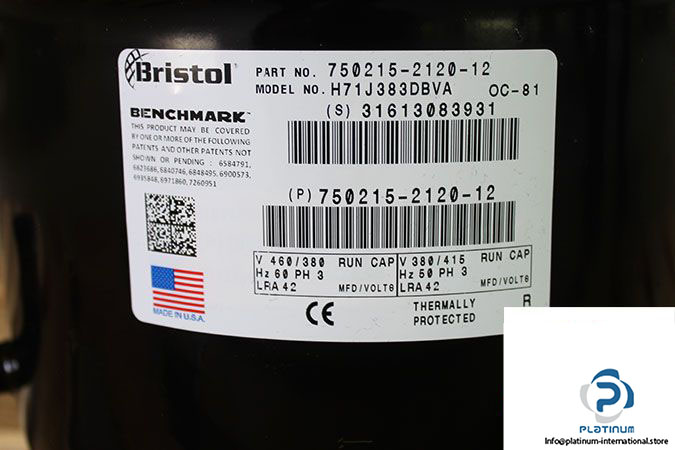 Bristol
PART NO. 750215-2120-12
MODEL NO. H71J383DBVA OC-81
(S) 31613083931
BENCHMARK™
THIS PRODUCT MAY BE COVERED
BY ONE OR MORE OF THE FOLLOWING
PATENTS AND OTHER PATENTS NOT
SHOWN OR PENDING : 6584791,
6623686, 6840746, 6848495, 6900573,
6935848, 6971860, 7260951
(P) 750215-2120-12
V 460/380 RUN CAP
Hz 60 PH 3
LRA 42 MFD/VOLTS
V 380/415 RUN CAP
Hz 50 PH 3
LRA 42 MFD/VOLTS
MADE IN U.S.A.
CE
THERMALLY
PROTECTED
R
PLATINUM
Info@platinum-international.store